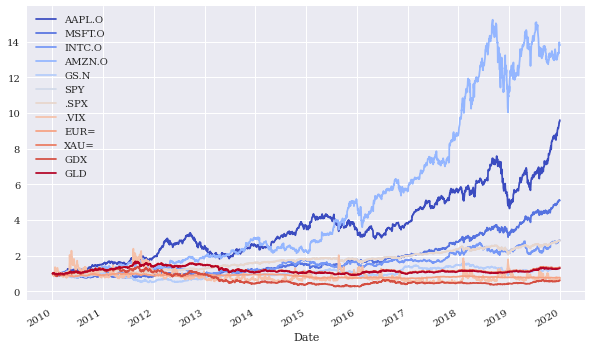 AAPL.O
MSFT.O
INTC.O
AMZN.O
GS.N
SPY
.SPX
.VIX
EUR=
XAU=
GDX
GLD
14
12
10
8
6
4
2
0
2010
2011
2012
2013
2014
2015
2016
2017
2018
2019
2020
Date